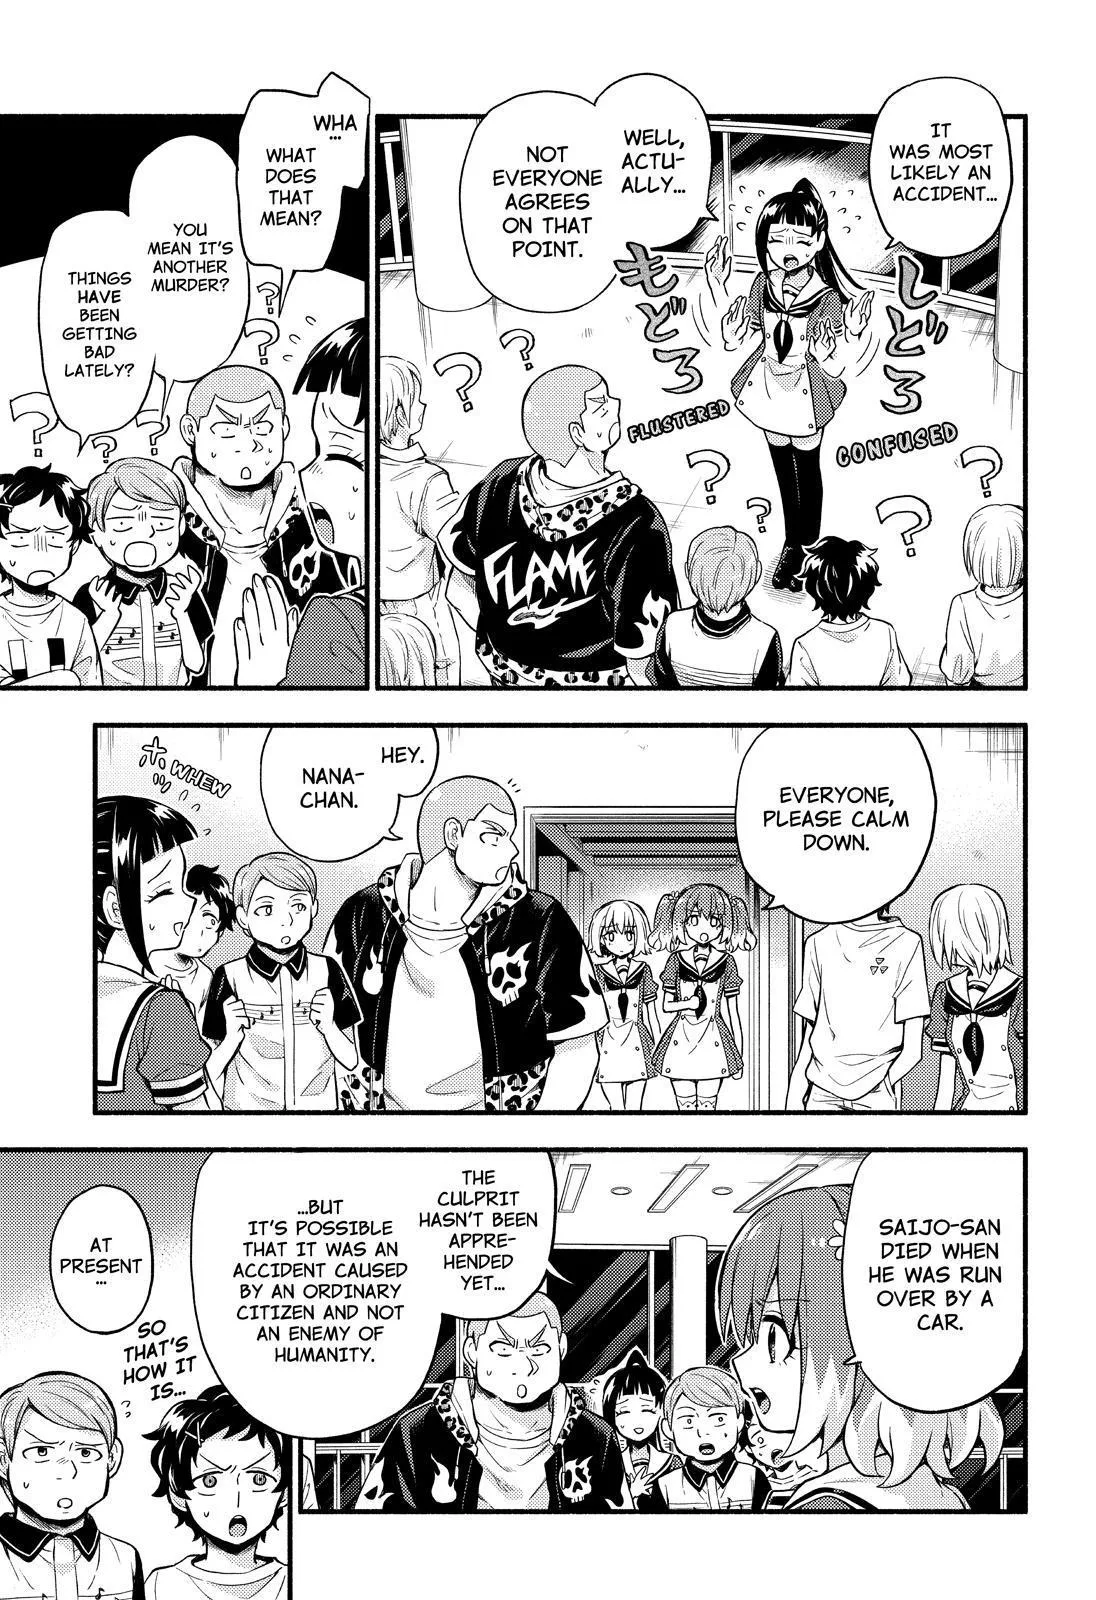 IT
WAS MOST
LIKELY AN
ACCIDENT...
しどろ
CONFUSED
WELL,
ACTU-
ALLY...
NOT
EVERYONE
AGREES
ON THAT
POINT.
もどろ
FLUSTERED
?
?
?
?
?
FLAME
WHA
...
WHAT
DOES
THAT
MEAN?
YOU
MEAN IT'S
ANOTHER
MURDER?
THINGS
HAVE
BEEN
GETTING
BAD
LATELY?
?
?
?
?
?
EVERYONE,
PLEASE CALM
DOWN.
HEY.
NANA-
CHAN.
WHEW
SAIJO-SAN
DIED WHEN
HE WAS RUN
OVER BY A
CAR.
THE
CULPRIT
HASN'T BEEN
APPRE-
HENDED
YET...
...BUT
IT'S POSSIBLE
THAT IT WAS AN
ACCIDENT CAUSED
BY AN ORDINARY
CITIZEN AND NOT
AN ENEMY OF
HUMANITY.
AT
PRESENT
...
SO
THAT'S
HOW IT
IS...